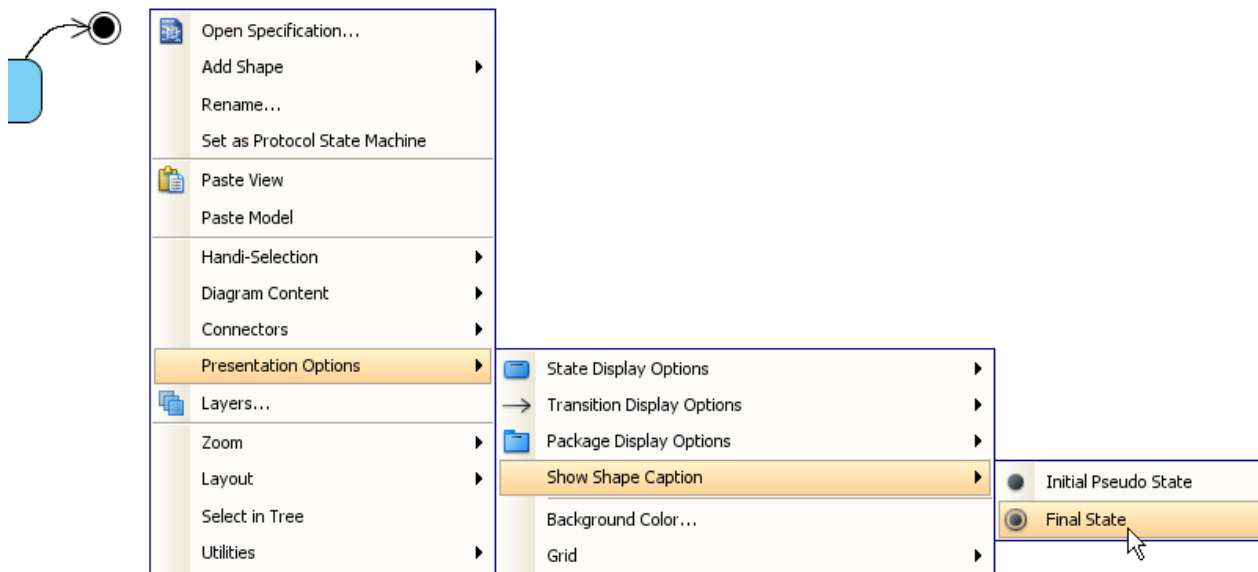 Open Specification...
Add Shape
Rename...
Set as Protocol State Machine
Paste View
Paste Model
Handi-Selection
Diagram Content
Connectors
Presentation Options
Layers...
Zoom
Layout
Select in Tree
Utilities
State Display Options
Transition Display Options
Package Display Options
Show Shape Caption
Background Color...
Grid
Initial Pseudo State
Final State